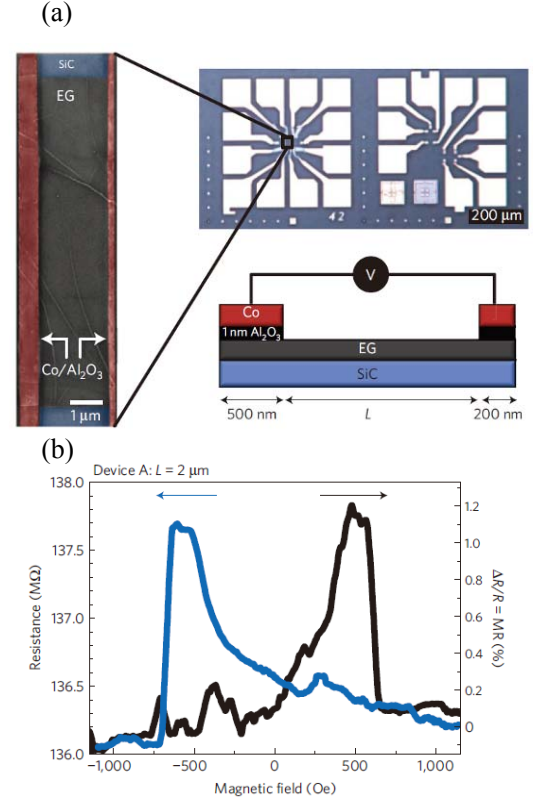 (a)
SiC
EG
Co/Al₂O₃
1 μm
42
200 μm
V
Co
1 nm Al₂O₃
EG
SiC
500 nm
L
200 nm
(b)
Device A: L = 2 μm
138.0
137.5
137.0
136.5
136.0
Resistance (MΩ)
1.2
1.0
0.8
0.6
0.4
0.2
0
ΔR/R = MR (%)
−1,000
−500
0
500
1,000
Magnetic field (Oe)